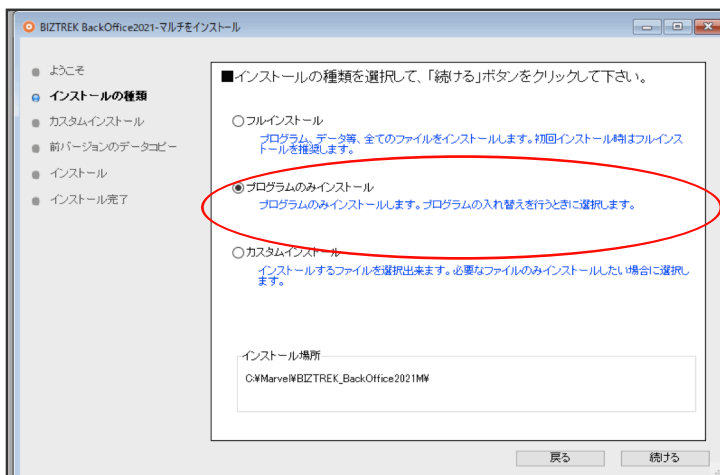 BIZTREK BackOffice2021-マルチをインストール
ようこそ
インストールの種類
カスタムインストール
前バージョンのデータコピー
インストール
インストール完了
■インストールの種類を選択して、「続ける」ボタンをクリックして下さい。
フルインストール
プログラム、データ等、全てのファイルをインストールします。初回インストール時はフルインス
トールを推奨します。
プログラムのみインストール
プログラムのみインストールします。プログラムの入れ替えを行うときに選択します。
カスタムインストール
インストールするファイルを選択出来ます。必要なファイルのみインストールしたい場合に選択し
ます。
インストール場所
C:¥Marvel¥BIZTREK_BackOffice2021M¥
戻る
続ける